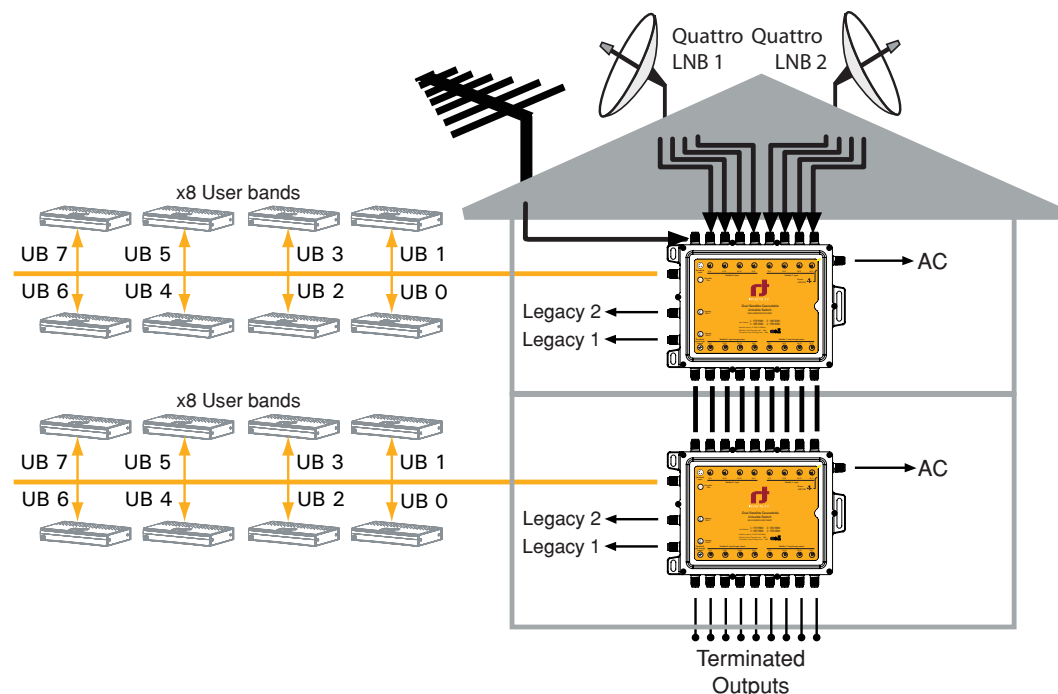 Quattro Quattro
LNB 1 LNB 2
x8 User bands
UB 7 UB 5 UB 3 UB 1
UB 6 UB 4 UB 2 UB 0
AC
Legacy 2
Legacy 1
x8 User bands
UB 7 UB 5 UB 3 UB 1
UB 6 UB 4 UB 2 UB 0
AC
Legacy 2
Legacy 1
Terminated
Outputs